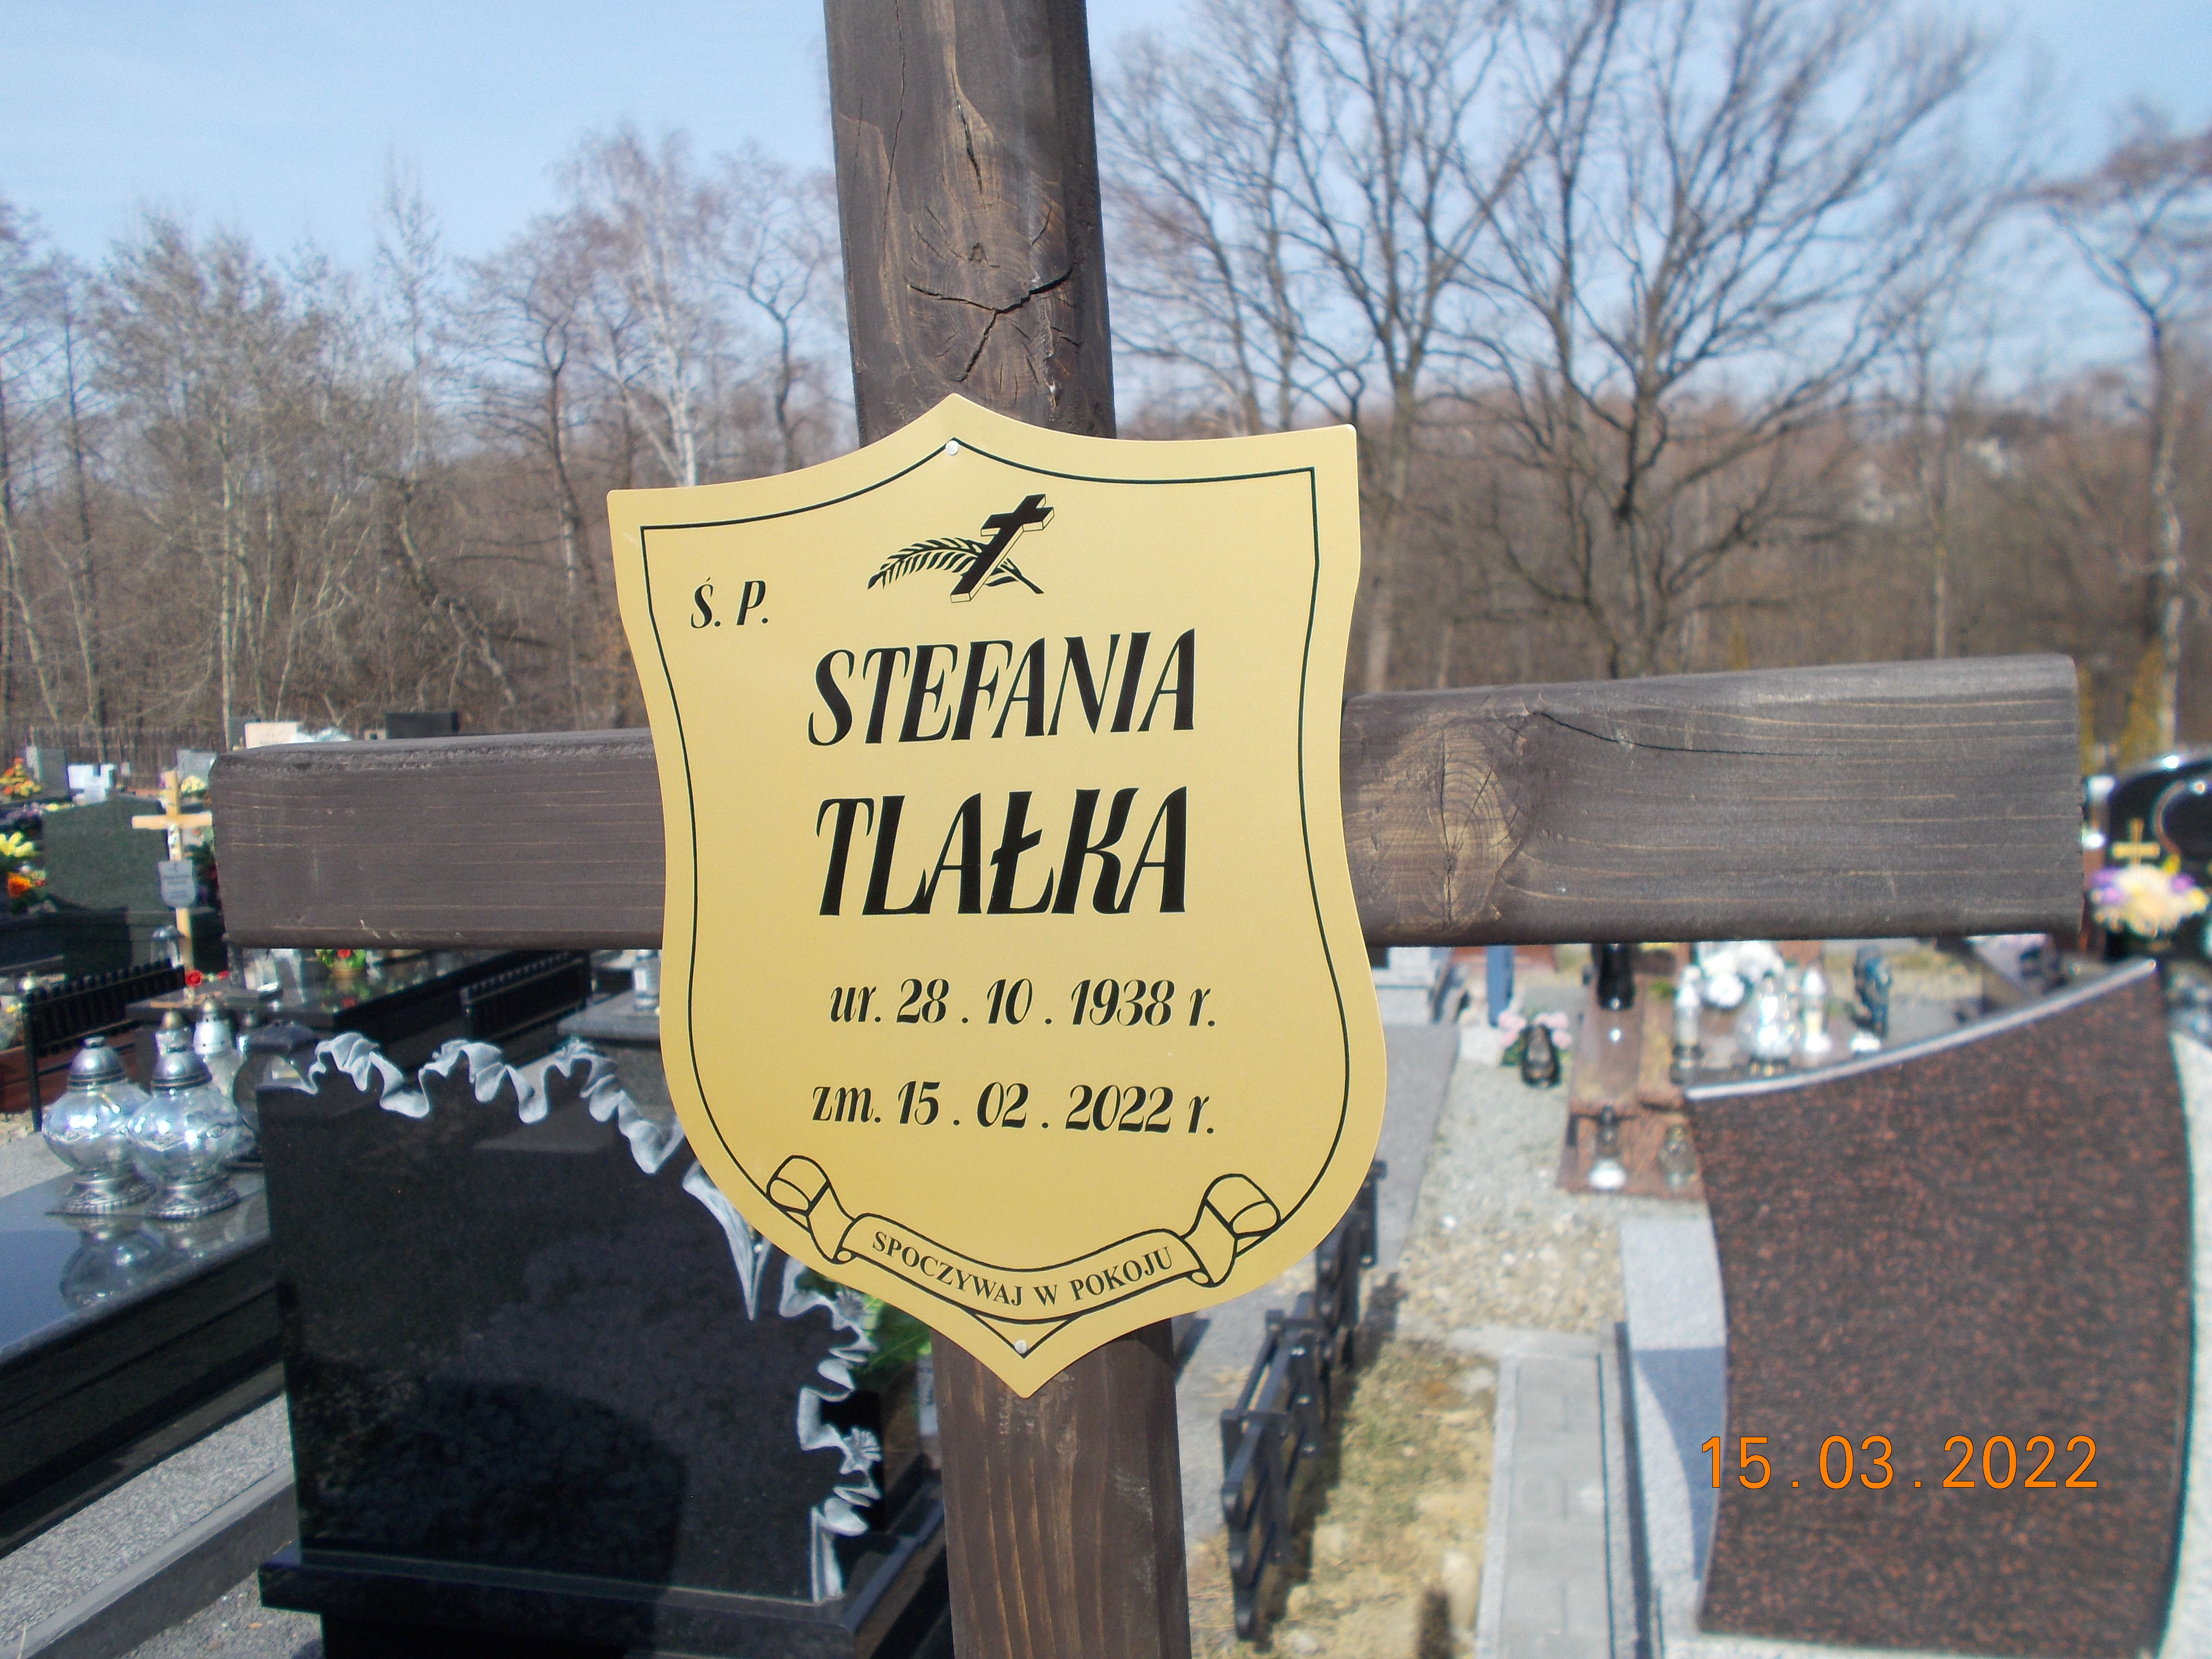 Ś. P.
STEFANIA
TLAŁKA
ur. 28 . 10 . 1938 r.
zm. 15 . 02 . 2022 r.
SPOCZYWAJ W POKOJU
15 . 03 . 2022